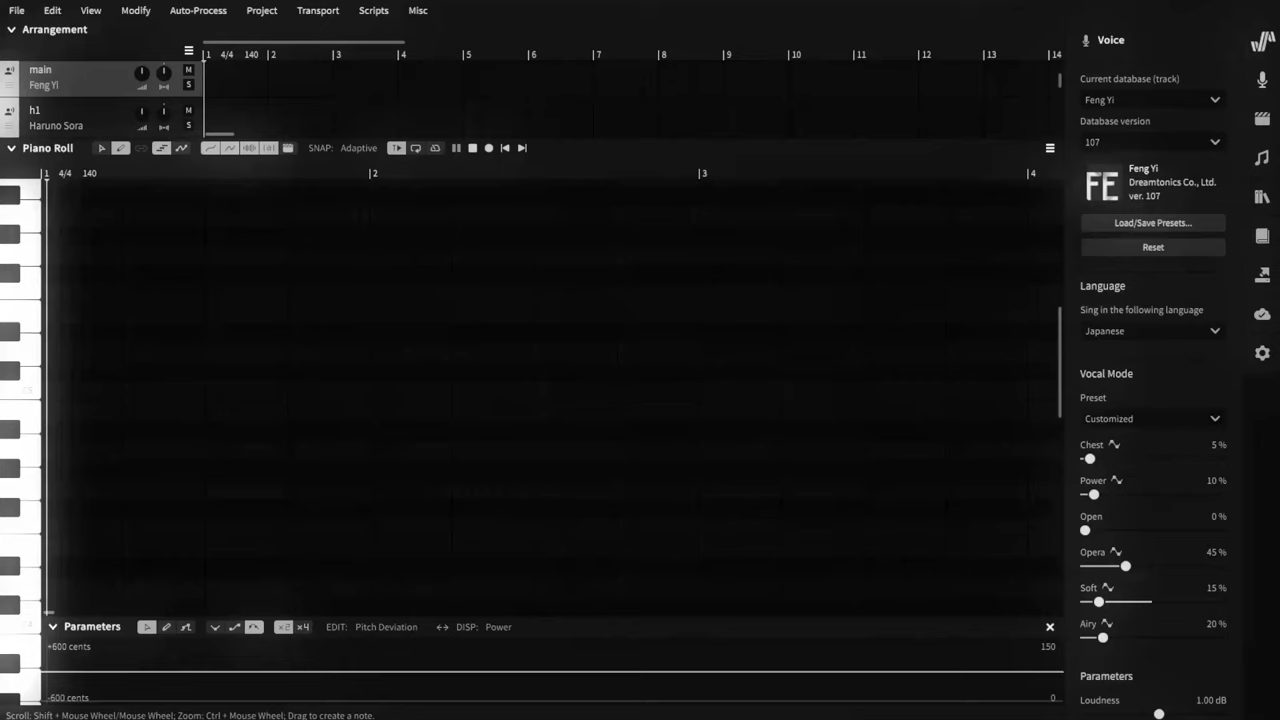 File Edit View Modify Auto-Process Project Transport Scripts Misc
Arrangement
1 4/4 140 2 3 4 5 6 7 8 9 10 11 12 13 14
main M
Feng Yi S
h1 M
Haruno Sora S
Piano Roll SNAP: Adaptive
1 4/4 140 2 3 4
Parameters x2 x4 EDIT: Pitch Deviation DISP: Power
+600 cents 150
-600 cents 0
Scroll: Shift + Mouse Wheel/Mouse Wheel; Zoom: Ctrl + Mouse Wheel; Drag to create a note.
Voice
Current database (track)
Feng Yi
Database version
107
FE
Feng Yi
Dreamtonics Co., Ltd.
ver. 107
Load/Save Presets...
Reset
Language
Sing in the following language
Japanese
Vocal Mode
Preset
Customized
Chest 5 %
Power 10 %
Open 0 %
Opera 45 %
Soft 15 %
Airy 20 %
Parameters
Loudness 1.00 dB